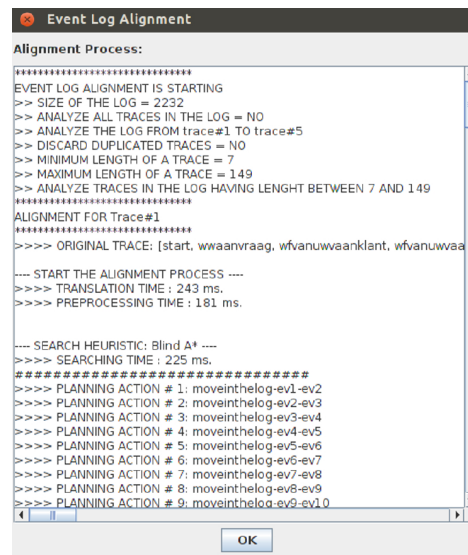 Event Log Alignment
Alignment Process:
******************************
EVENT LOG ALIGNMENT IS STARTING
>> SIZE OF THE LOG = 2232
>> ANALYZE ALL TRACES IN THE LOG = NO
>> ANALYZE THE LOG FROM trace#1 TO trace#5
>> DISCARD DUPLICATED TRACES = NO
>> MINIMUM LENGTH OF A TRACE = 7
>> MAXIMUM LENGTH OF A TRACE = 149
>> ANALYZE TRACES IN THE LOG HAVING LENGHT BETWEEN 7 AND 149
******************************
ALIGNMENT FOR Trace#1
******************************
>>>> ORIGINAL TRACE: [start, wwaanvraag, wfvanuwvaanklant, wfvanuwvaa
---- START THE ALIGNMENT PROCESS ----
>>>> TRANSLATION TIME : 243 ms.
>>>> PREPROCESSING TIME : 181 ms.
---- SEARCH HEURISTIC: Blind A* ----
>>>> SEARCHING TIME : 225 ms.
##############################
>>>> PLANNING ACTION # 1: moveinthelog-ev1-ev2
>>>> PLANNING ACTION # 2: moveinthelog-ev2-ev3
>>>> PLANNING ACTION # 3: moveinthelog-ev3-ev4
>>>> PLANNING ACTION # 4: moveinthelog-ev4-ev5
>>>> PLANNING ACTION # 5: moveinthelog-ev5-ev6
>>>> PLANNING ACTION # 6: moveinthelog-ev6-ev7
>>>> PLANNING ACTION # 7: moveinthelog-ev7-ev8
>>>> PLANNING ACTION # 8: moveinthelog-ev8-ev9
>>>> PLANNING ACTION # 9: moveinthelog-ev9-ev10
OK